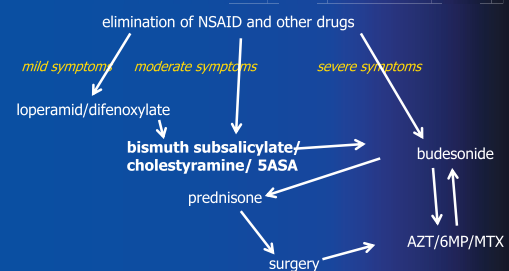 elimination of NSAID and other drugs
mild symptoms moderate symptoms severe symptoms
loperamid/difenoxylate
bismuth subsalicylate/
cholestyramine/ 5ASA
budesonide
prednisone
AZT/6MP/MTX
surgery